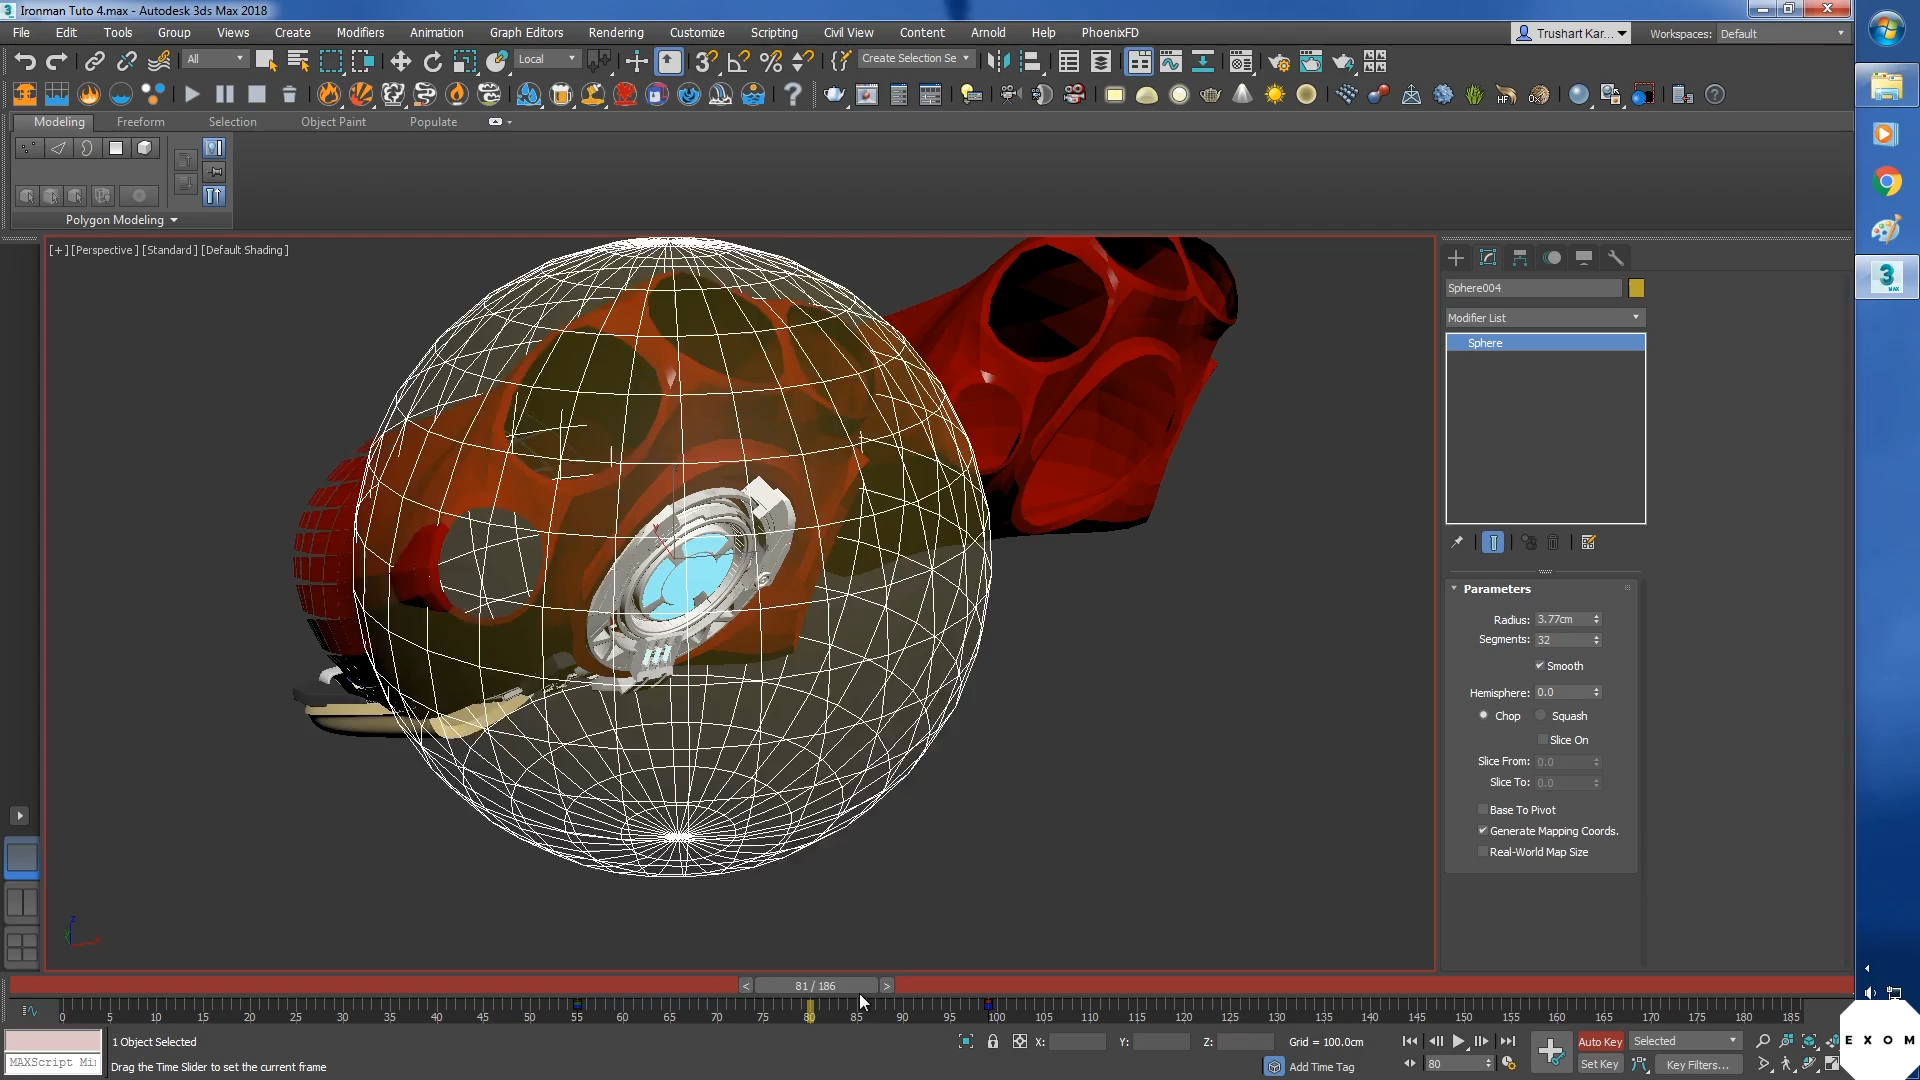 Ironman Tuto 4.max - Autodesk 3ds Max 2018
File Edit Tools Group Views Create Modifiers Animation Graph Editors Rendering Customize Scripting Civil View Content Arnold Help PhoenixFD
Trushart Kar... Workspaces: Default
All Local Create Selection Se
Modeling Freeform Selection Object Paint Populate
Polygon Modeling
[+] [Perspective] [Standard] [Default Shading]
Sphere004
Modifier List
Sphere
Parameters
Radius: 3.77cm
Segments: 32
Smooth
Hemisphere: 0.0
Chop Squash
Slice On
Slice From: 0.0
Slice To: 0.0
Base To Pivot
Generate Mapping Coords.
Real-World Map Size
< 81 / 186 >
0 5 10 15 20 25 30 35 40 45 50 55 60 65 70 75 80 85 90 95 100 105 110 115 120 125 130 135 140 145 150 155 160 165 170 175 180 185
1 Object Selected X: Y: Z: Grid = 100.0cm Auto Key Selected
MAXScript Mi Drag the Time Slider to set the current frame Add Time Tag 80 Set Key Key Filters...
3 MAX
EXOM